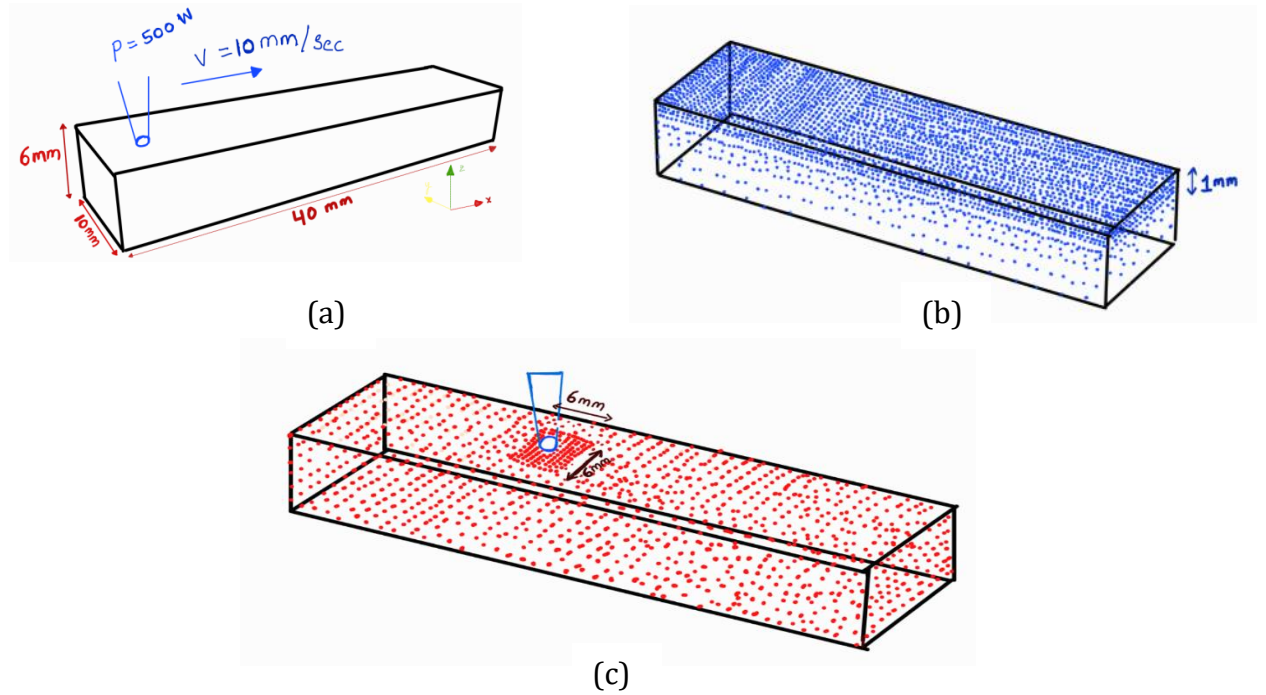 P = 500 W
V = 10 mm/sec
6mm
10mm
40 mm
z
y
x
(a)
1mm
(b)
6mm
6mm
(c)